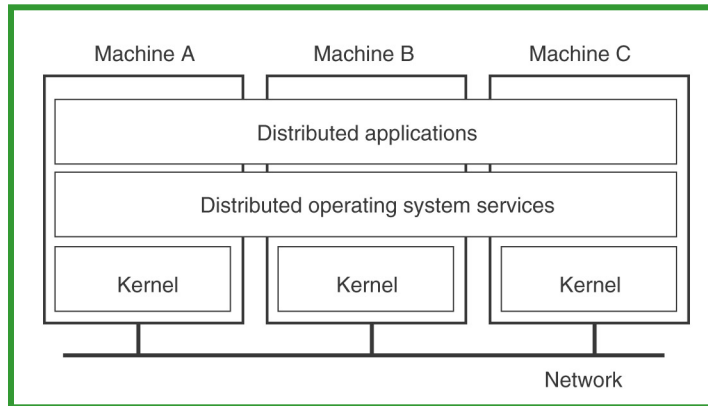 Machine A
Machine B
Machine C
Distributed applications
Distributed operating system services
Kernel
Kernel
Kernel
Network